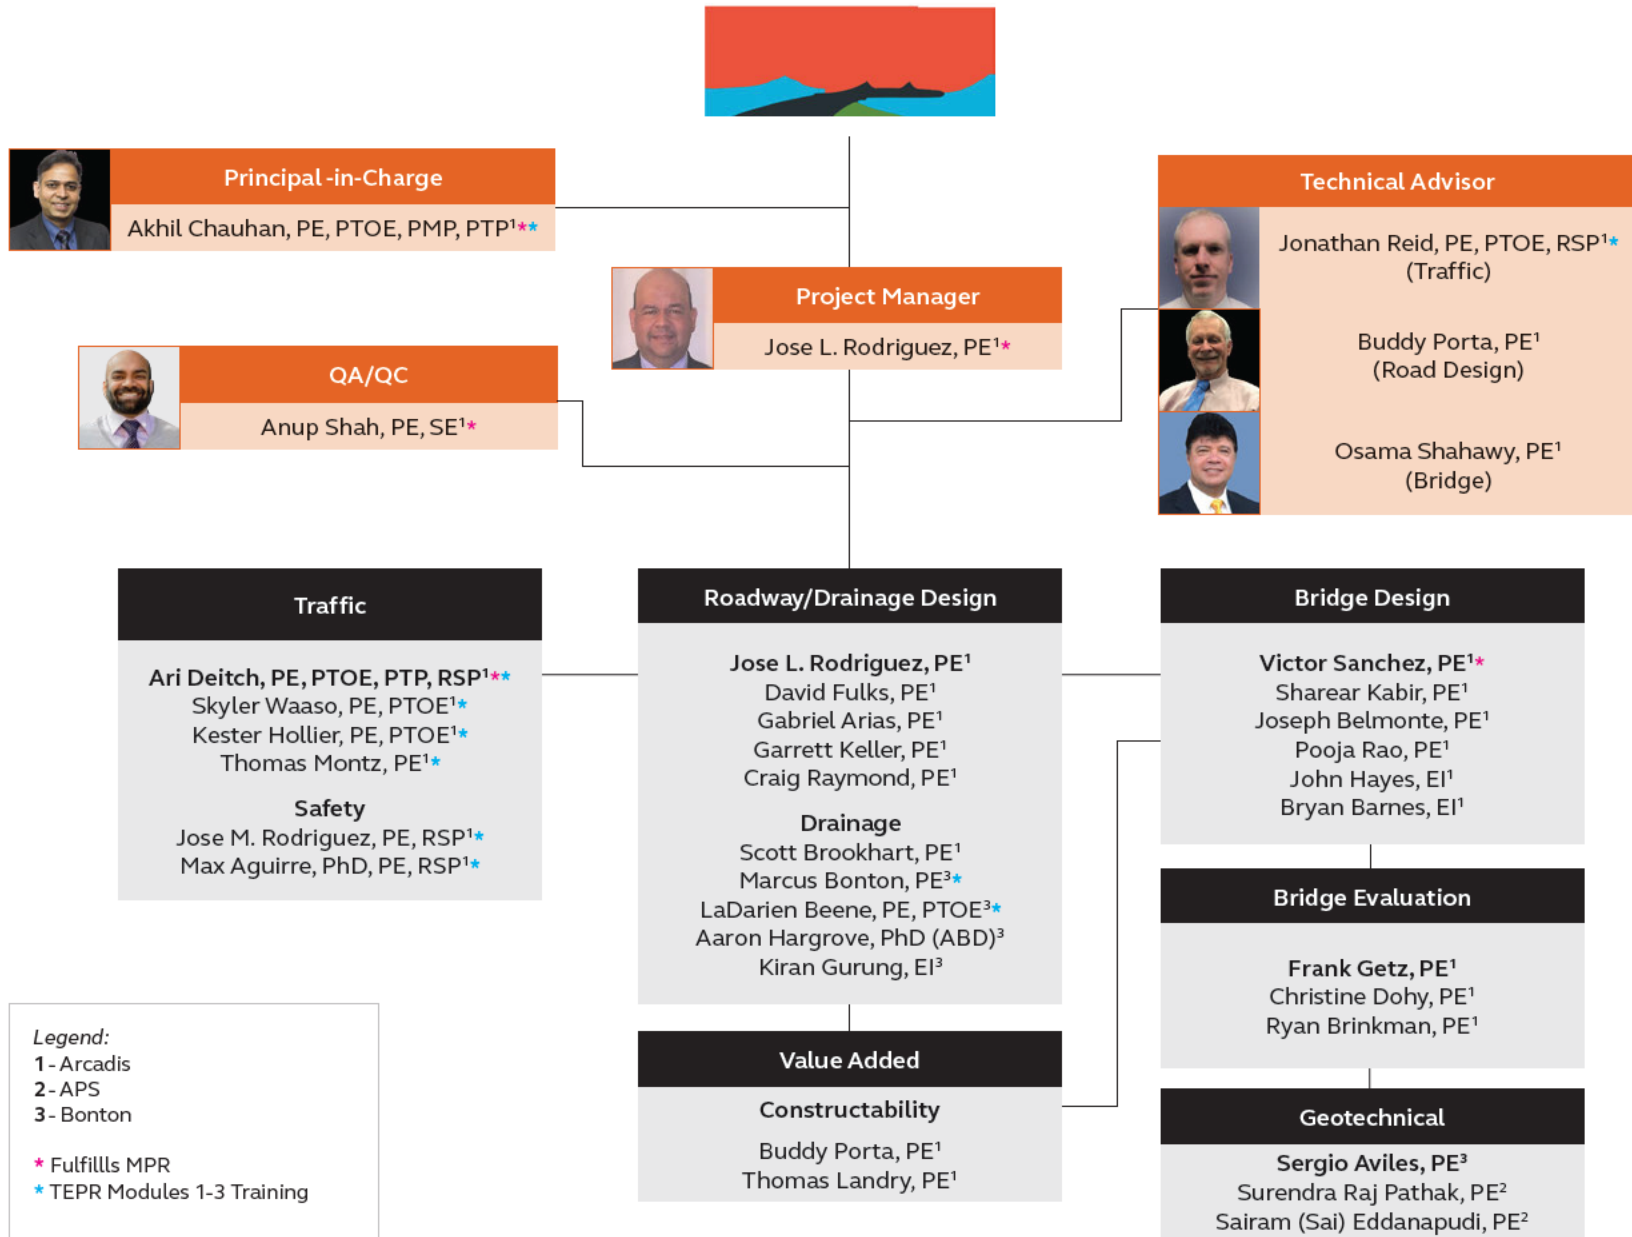 Principal-in-Charge
Akhil Chauhan, PE, PTOE, PMP, PTP¹**
Technical Advisor
Jonathan Reid, PE, PTOE, RSP¹*
(Traffic)
Buddy Porta, PE¹
(Road Design)
Osama Shahawy, PE¹
(Bridge)
Project Manager
Jose L. Rodriguez, PE¹*
QA/QC
Anup Shah, PE, SE¹*
Traffic
Ari Deitch, PE, PTOE, PTP, RSP¹**
Skyler Waaso, PE, PTOE¹*
Kester Hollier, PE, PTOE¹*
Thomas Montz, PE¹*
Safety
Jose M. Rodriguez, PE, RSP¹*
Max Aguirre, PhD, PE, RSP¹*
Roadway/Drainage Design
Jose L. Rodriguez, PE¹
David Fulks, PE¹
Gabriel Arias, PE¹
Garrett Keller, PE¹
Craig Raymond, PE¹
Drainage
Scott Brookhart, PE¹
Marcus Bonton, PE³*
LaDarien Beene, PE, PTOE³*
Aaron Hargrove, PhD (ABD)³
Kiran Gurung, EI³
Value Added
Constructability
Buddy Porta, PE¹
Thomas Landry, PE¹
Bridge Design
Victor Sanchez, PE¹*
Sharear Kabir, PE¹
Joseph Belmonte, PE¹
Pooja Rao, PE¹
John Hayes, EI¹
Bryan Barnes, EI¹
Bridge Evaluation
Frank Getz, PE¹
Christine Dohy, PE¹
Ryan Brinkman, PE¹
Geotechnical
Sergio Aviles, PE³
Surendra Raj Pathak, PE²
Sairam (Sai) Eddanapudi, PE²
Legend:
1 - Arcadis
2 - APS
3 - Bonton
* Fulfillls MPR
* TEPR Modules 1-3 Training